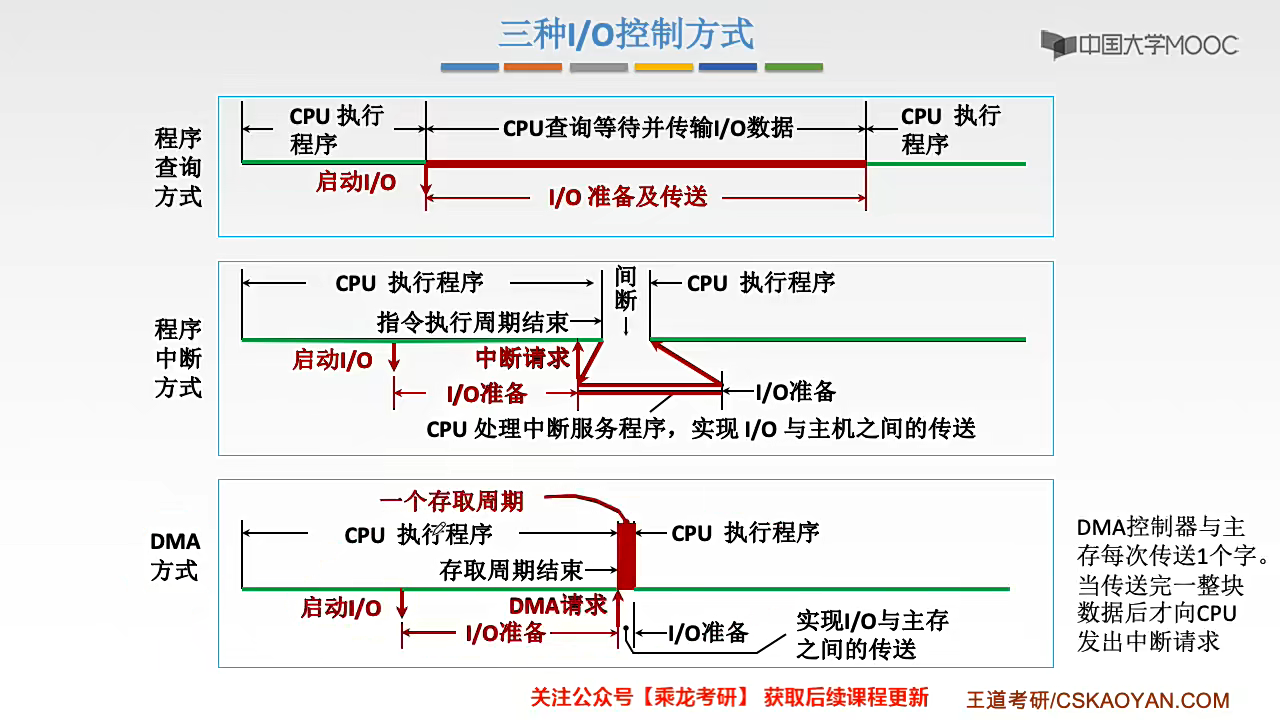 三种I/O控制方式
中国大学MOOC
程序
查询
方式
CPU 执行
程序
CPU查询等待并传输I/O数据
CPU 执行
程序
启动I/O
I/O 准备及传送
程序
中断
方式
CPU 执行程序
间
断
CPU 执行程序
指令执行周期结束
启动I/O
中断请求
I/O准备
I/O准备
CPU 处理中断服务程序，实现 I/O 与主机之间的传送
DMA
方式
一个存取周期
CPU 执行程序
CPU 执行程序
存取周期结束
启动I/O
DMA请求
I/O准备
I/O准备
实现I/O与主存
之间的传送
DMA控制器与主
存每次传送1个字。
当传送完一整块
数据后才向CPU
发出中断请求
关注公众号【乘龙考研】 获取后续课程更新
王道考研/CSKAOYAN.COM